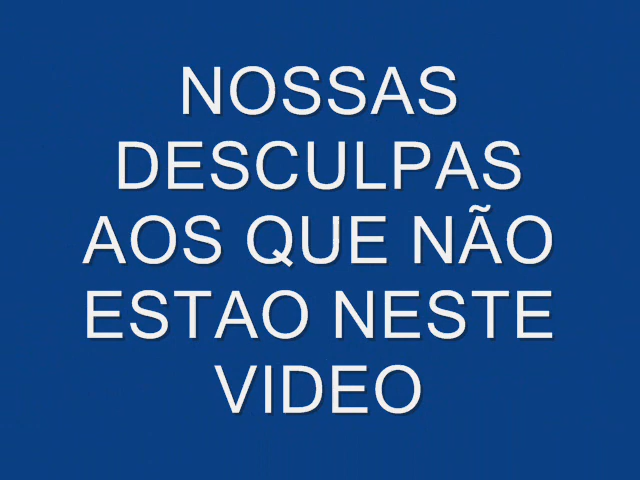 NOSSAS
DESCULPAS
AOS QUE NÃO
ESTAO NESTE
VIDEO